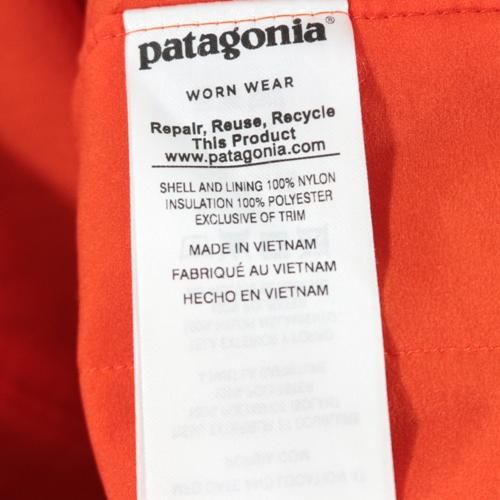 patagonia®
WORN WEAR
Repair, Reuse, Recycle
This Product
www.patagonia.com
SHELL AND LINING 100% NYLON
INSULATION 100% POLYESTER
EXCLUSIVE OF TRIM
MADE IN VIETNAM
FABRIQUÉ AU VIETNAM
HECHO EN VIETNAM